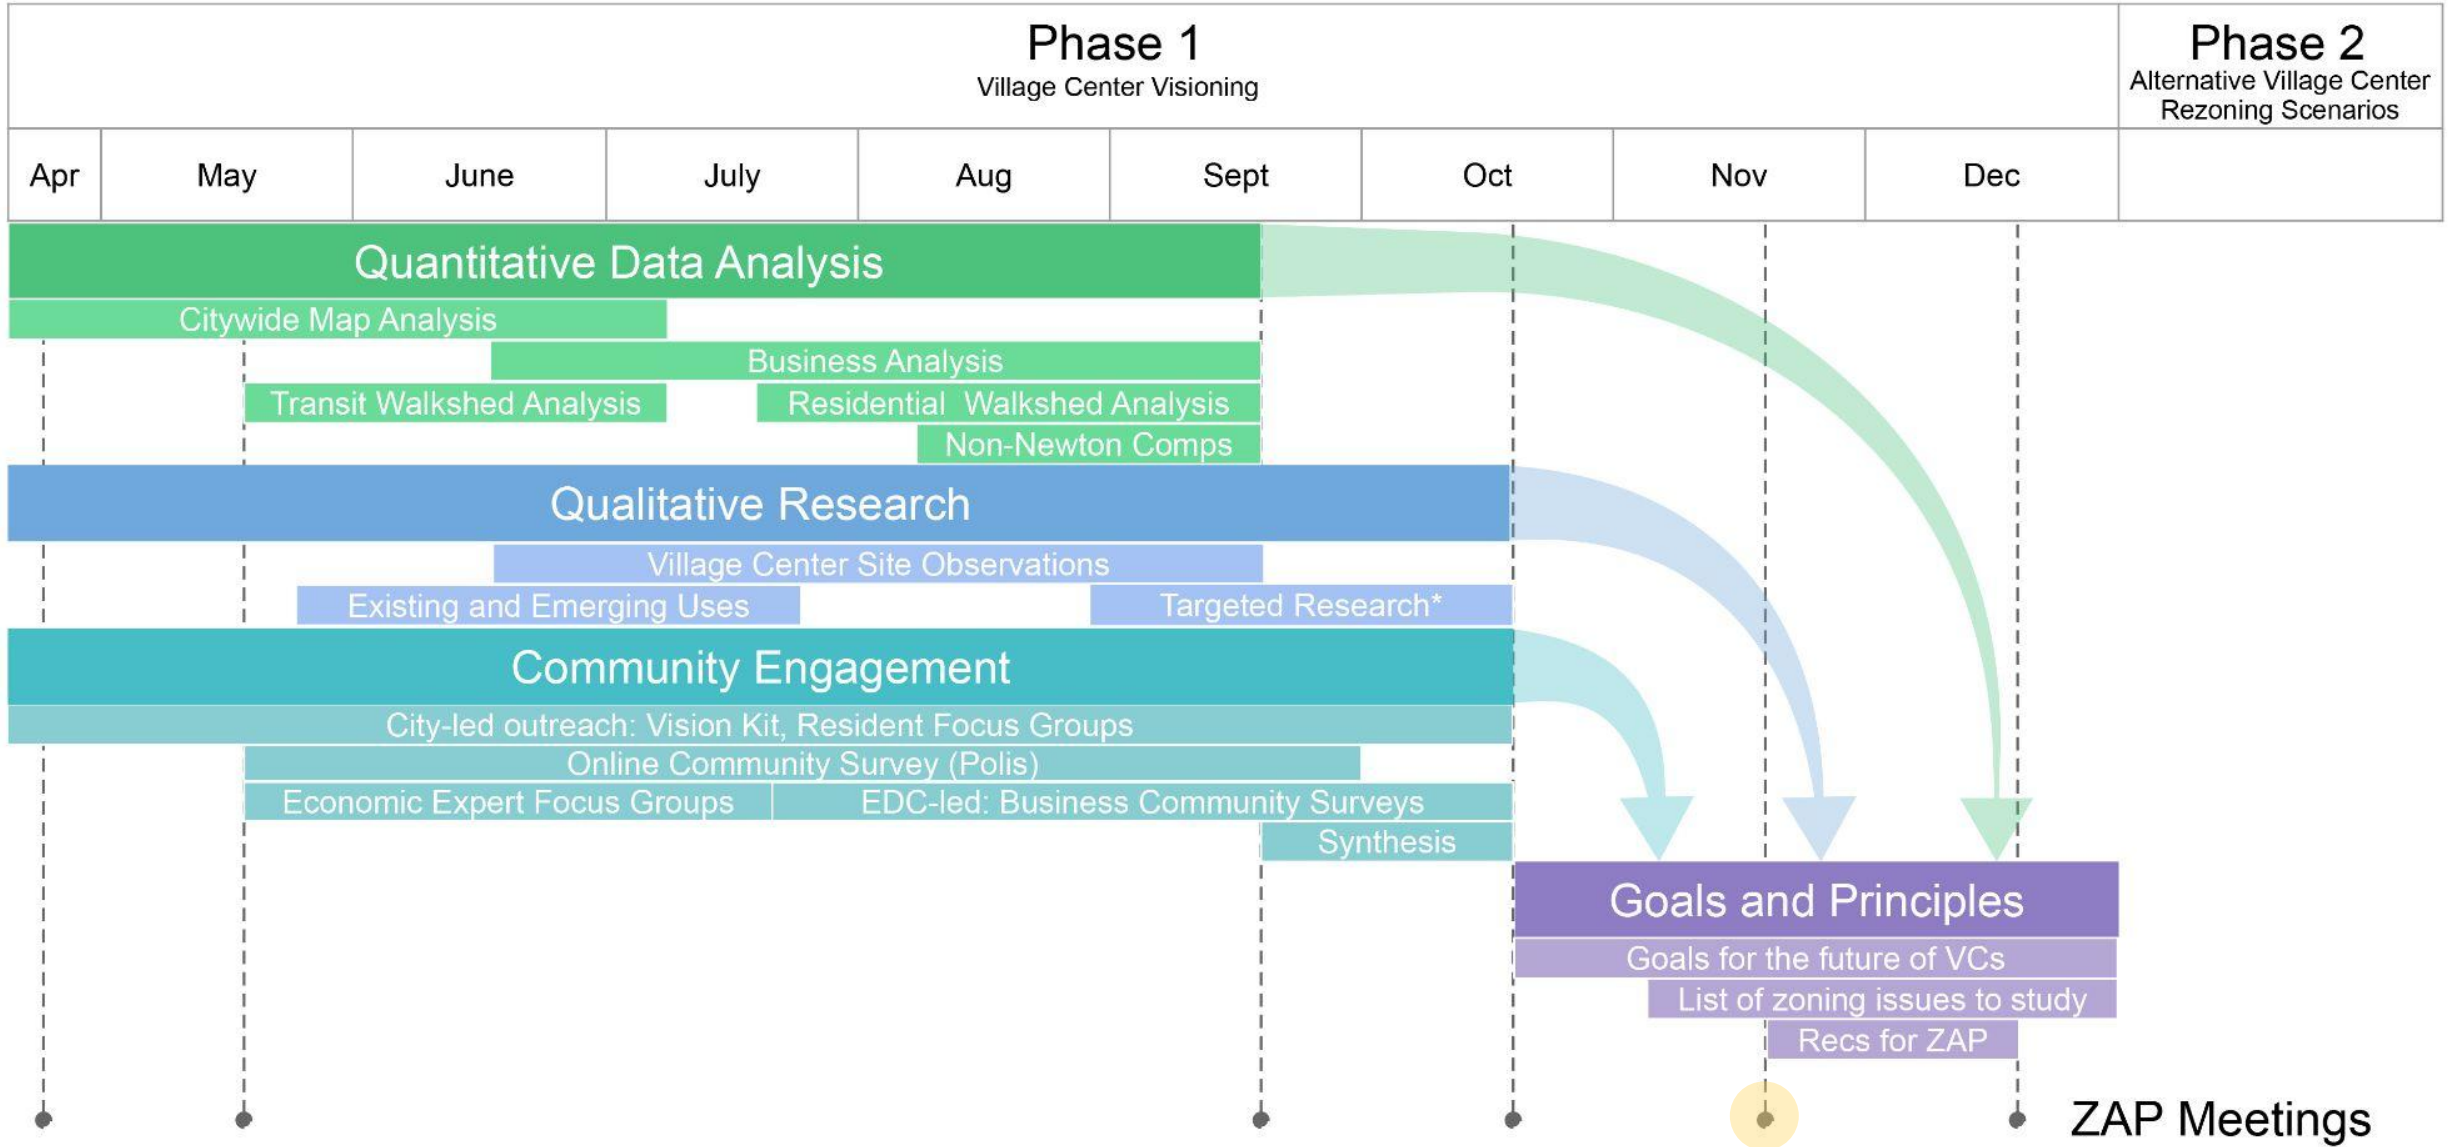 Phase 1
Village Center Visioning
Phase 2
Alternative Village Center
Rezoning Scenarios
Apr
May
June
July
Aug
Sept
Oct
Nov
Dec
Quantitative Data Analysis
Citywide Map Analysis
Business Analysis
Transit Walkshed Analysis
Residential Walkshed Analysis
Non-Newton Comps
Qualitative Research
Village Center Site Observations
Existing and Emerging Uses
Targeted Research*
Community Engagement
City-led outreach: Vision Kit, Resident Focus Groups
Online Community Survey (Polis)
Economic Expert Focus Groups
EDC-led: Business Community Surveys
Synthesis
Goals and Principles
Goals for the future of VCs
List of zoning issues to study
Recs for ZAP
ZAP Meetings